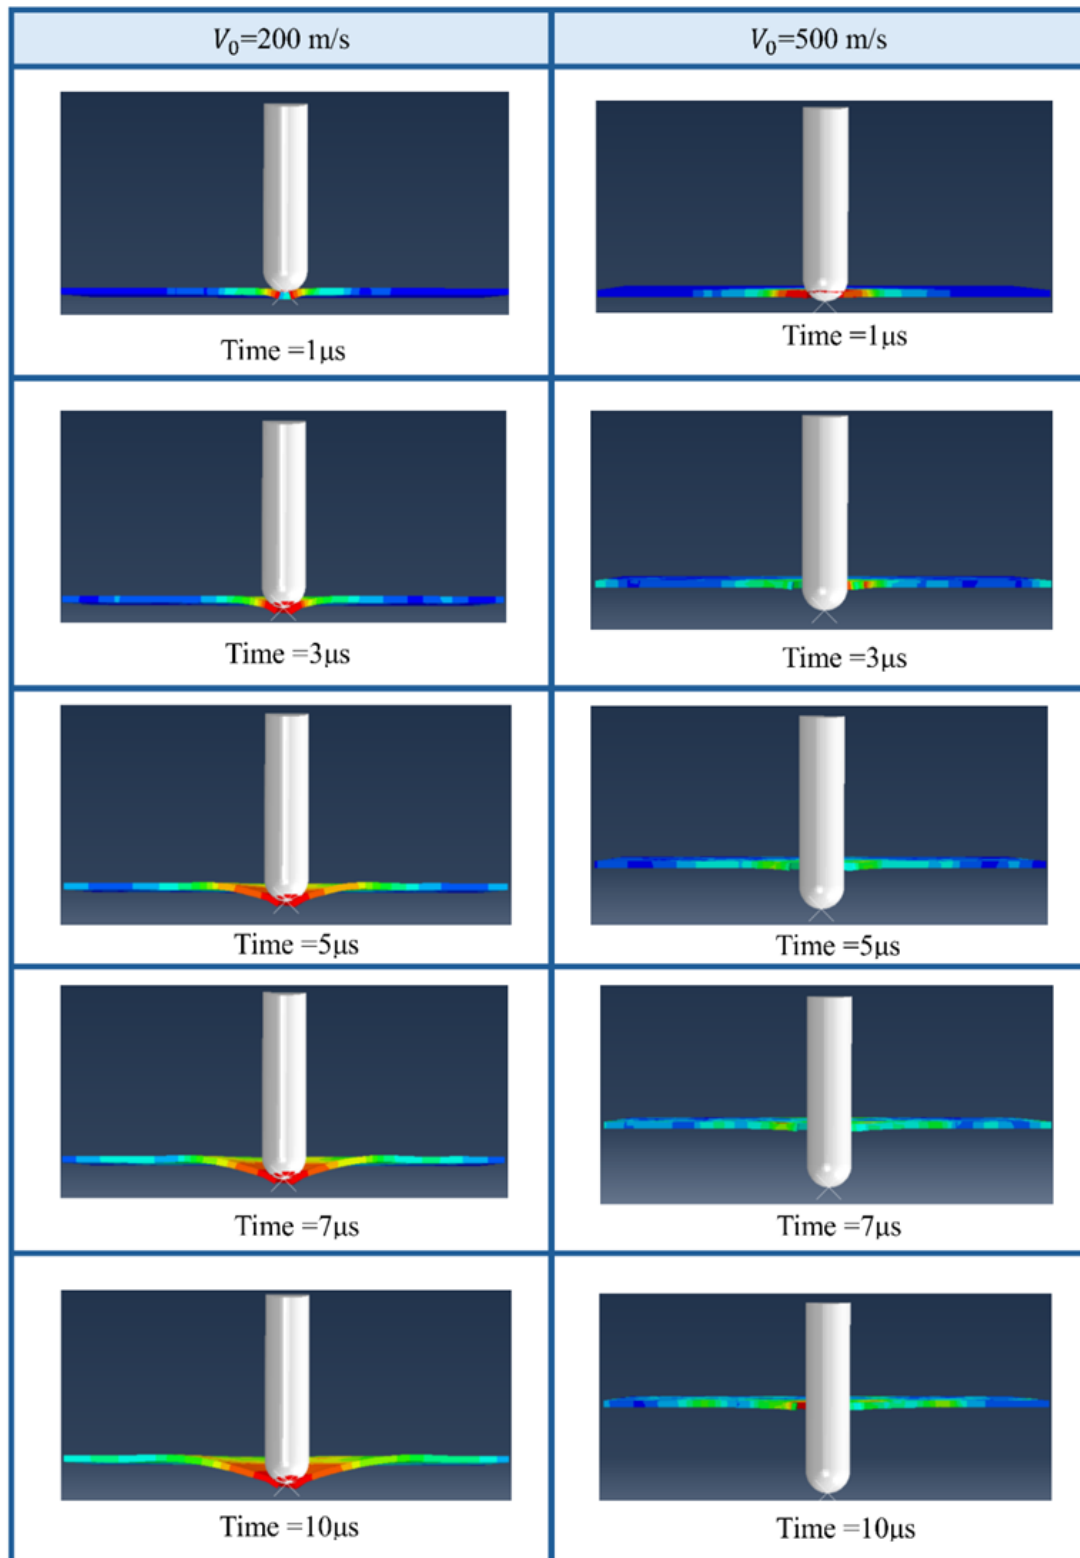 V₀=200 m/s
V₀=500 m/s
Time =1μs
Time =1μs
Time =3μs
Time =3μs
Time =5μs
Time =5μs
Time =7μs
Time =7μs
Time =10μs
Time =10μs